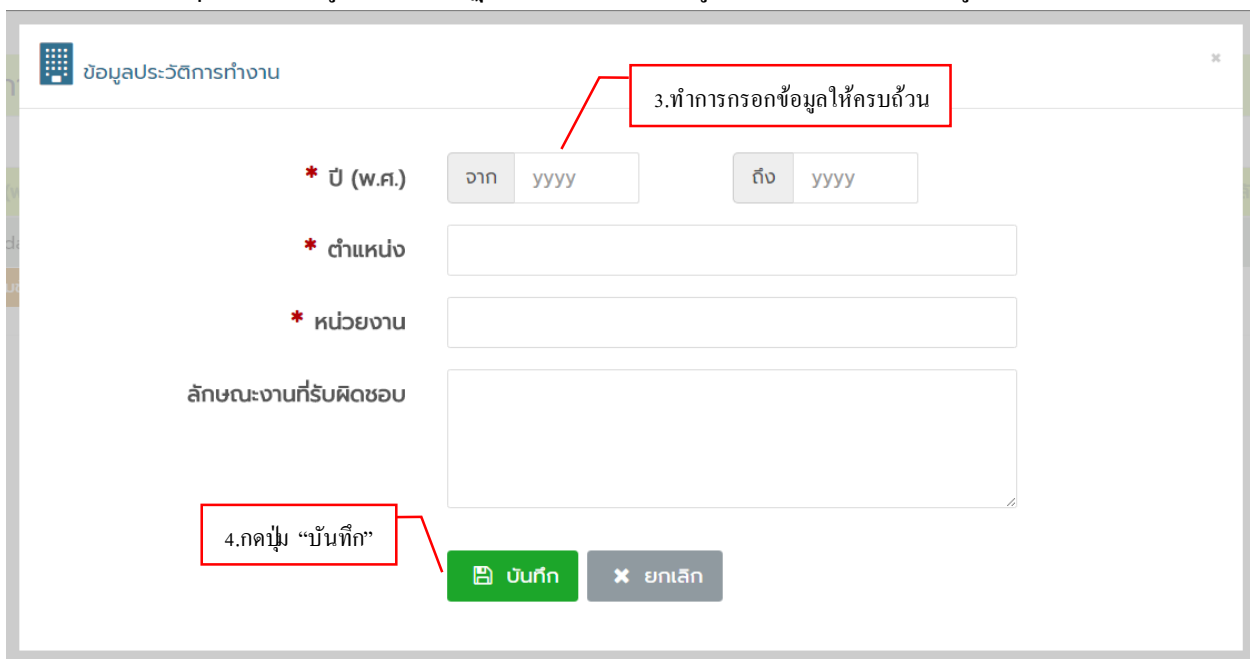 ข้อมูลประวัติการทำงาน
3.ทำการกรอกข้อมูลให้ครบถ้วน
* ปี (พ.ศ.) จาก yyyy ถึง yyyy
* ตำแหน่ง
* หน่วยงาน
ลักษณะงานที่รับผิดชอบ
4.กดปุ่ม “บันทึก”
บันทึก ยกเลิก